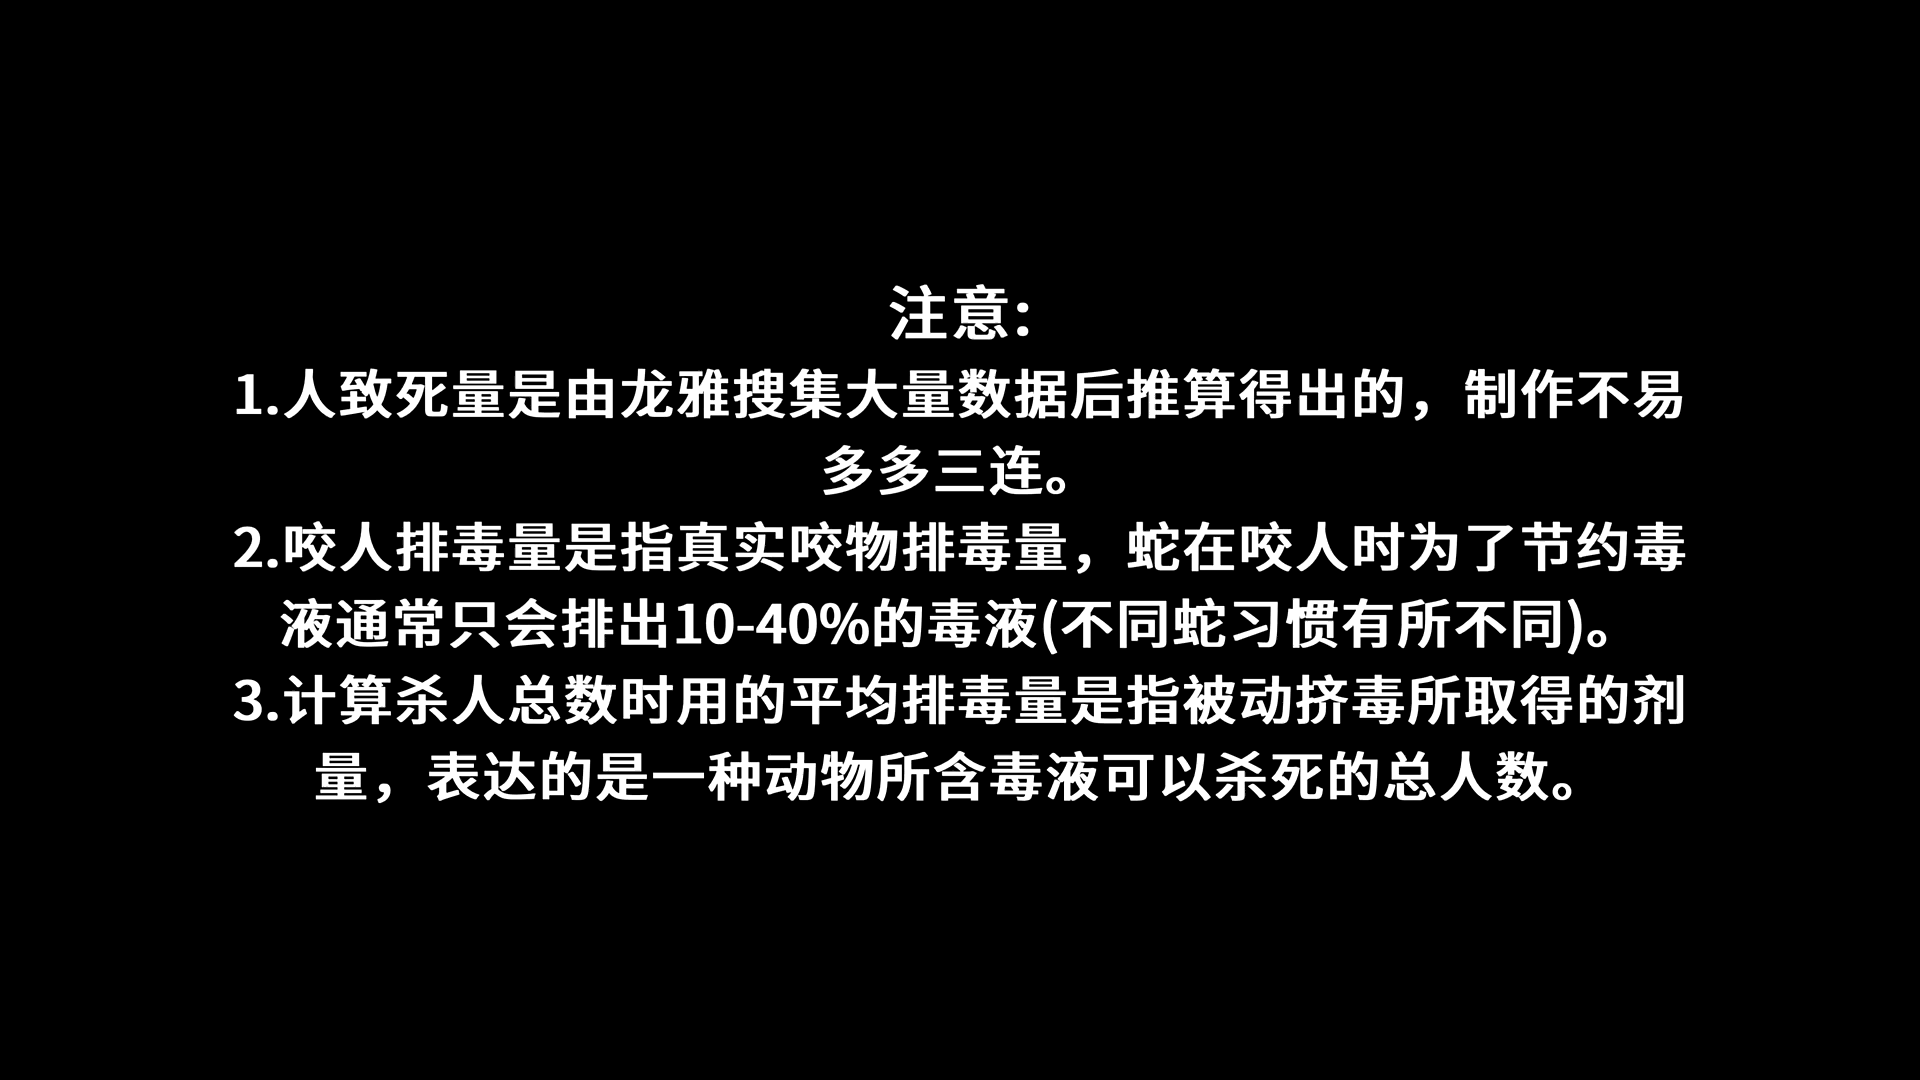 注意:
1.人致死量是由龙雅搜集大量数据后推算得出的，制作不易
多多三连。
2.咬人排毒量是指真实咬物排毒量，蛇在咬人时为了节约毒
液通常只会排出10-40%的毒液(不同蛇习惯有所不同)。
3.计算杀人总数时用的平均排毒量是指被动挤毒所取得的剂
量，表达的是一种动物所含毒液可以杀死的总人数。